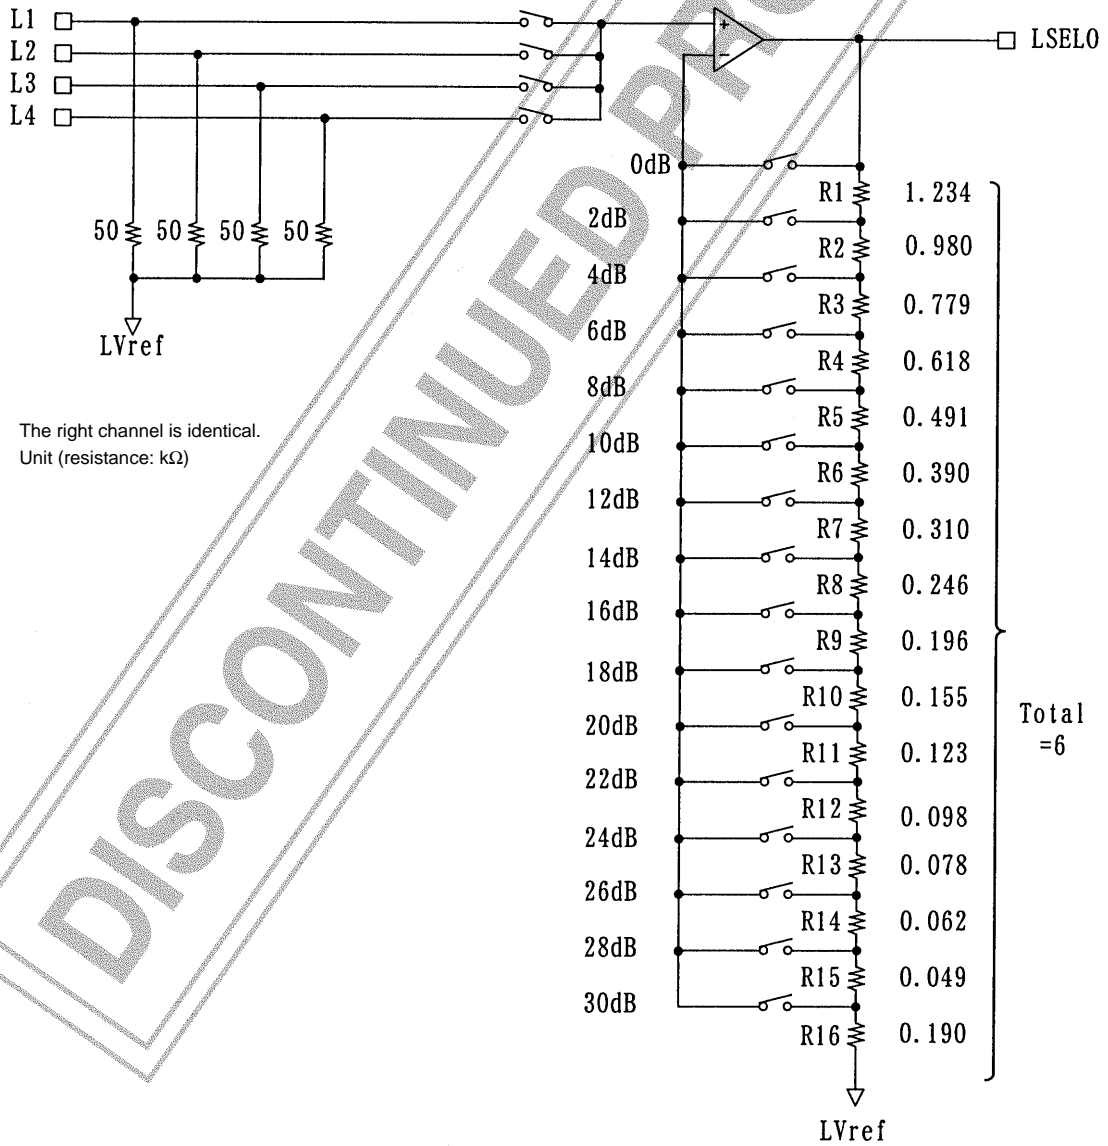 L1
L2
L3
L4
LSELO
50 50 50 50
LVref
The right channel is identical.
Unit (resistance: kΩ)
0dB
R1 1.234
2dB
R2 0.980
4dB
R3 0.779
6dB
R4 0.618
8dB
R5 0.491
10dB
R6 0.390
12dB
R7 0.310
14dB
R8 0.246
16dB
R9 0.196
18dB
R10 0.155
20dB
R11 0.123
22dB
R12 0.098
24dB
R13 0.078
26dB
R14 0.062
28dB
R15 0.049
30dB
R16 0.190
Total
=6
LVref
DISCONTINUED